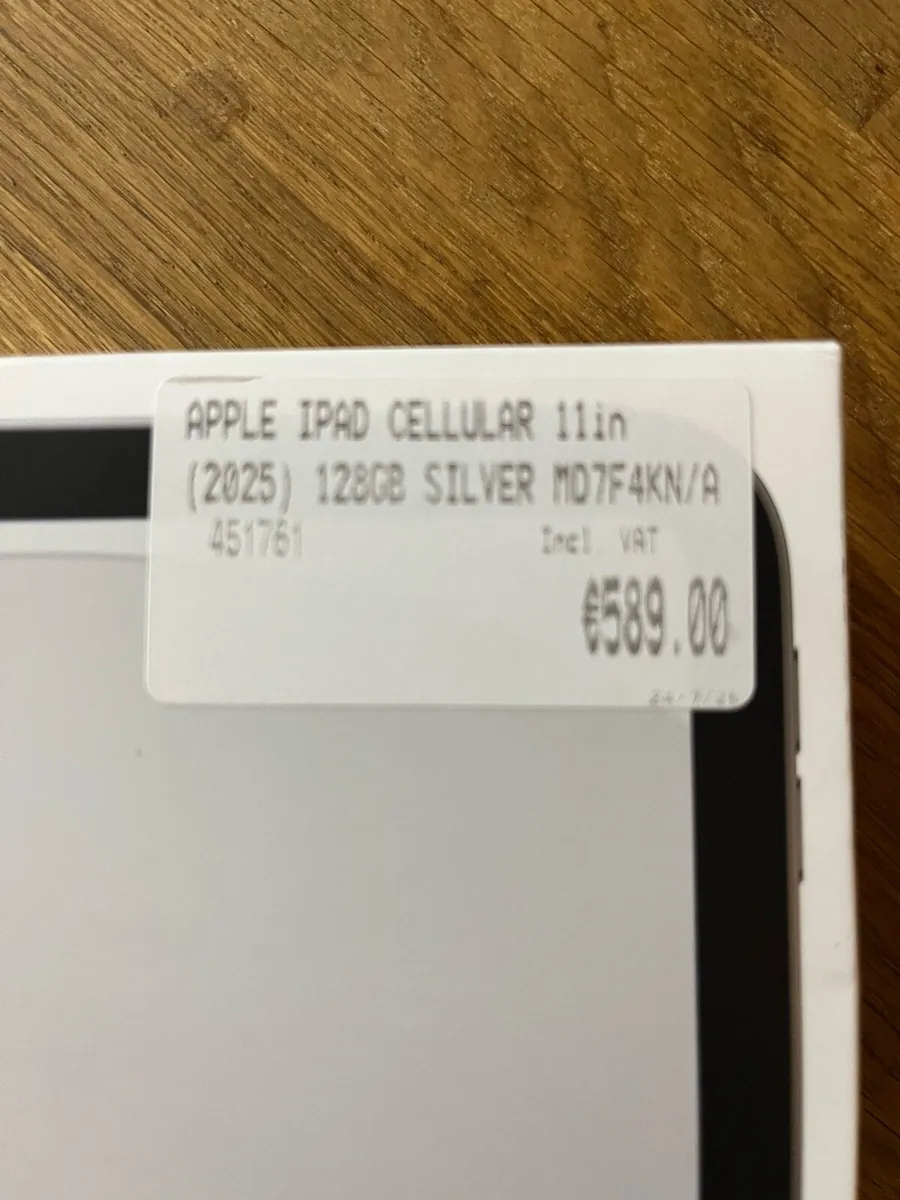 APPLE IPAD CELLULAR 11in
(2025) 128GB SILVER MD7F4KN/A
451761
Incl. VAT
€589.00